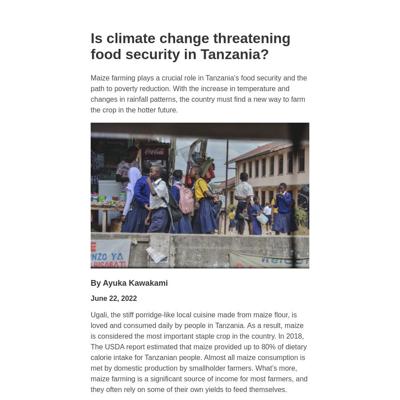 Is climate change threatening
food security in Tanzania?
Maize farming plays a crucial role in Tanzania's food security and the
path to poverty reduction. With the increase in temperature and
changes in rainfall patterns, the country must find a new way to farm
the crop in the hotter future.
By Ayuka Kawakami
June 22, 2022
Ugali, the stiff porridge-like local cuisine made from maize flour, is
loved and consumed daily by people in Tanzania. As a result, maize
is considered the most important staple crop in the country. In 2018,
The USDA report estimated that maize provided up to 80% of dietary
calorie intake for Tanzanian people. Almost all maize consumption is
met by domestic production by smallholder farmers. What's more,
maize farming is a significant source of income for most farmers, and
they often rely on some of their own yields to feed themselves.